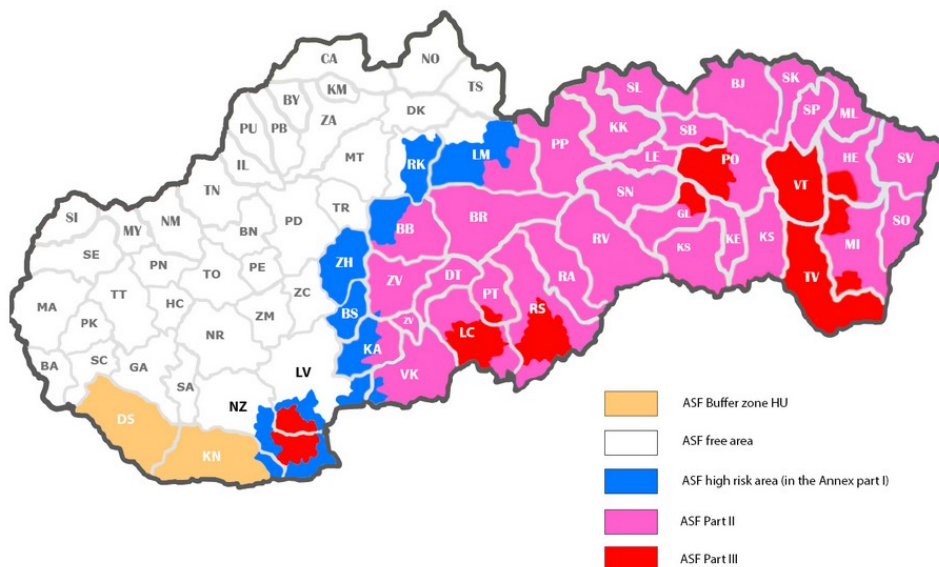 CA
NO
KM
TS
BY
DK
PU
PB
ZA
IL
MT
RK
LM
TN
SI
MY
NM
BN
PD
TR
SE
PN
TO
PE
ZH
MA
TT
HC
ZC
PK
NR
ZM
BS
BA
SC
GA
SA
LV
NZ
DS
KN
SL
BJ
SK
SP
ML
KK
SB
PP
LE
PO
HE
SV
VT
SN
GL
BR
BB
RV
KS
KE
KS
MI
SO
ZV
DT
RA
TV
PT
RS
ZV
LC
KA
VK
ASF Buffer zone HU
ASF free area
ASF high risk area (in the Annex part I)
ASF Part II
ASF Part III